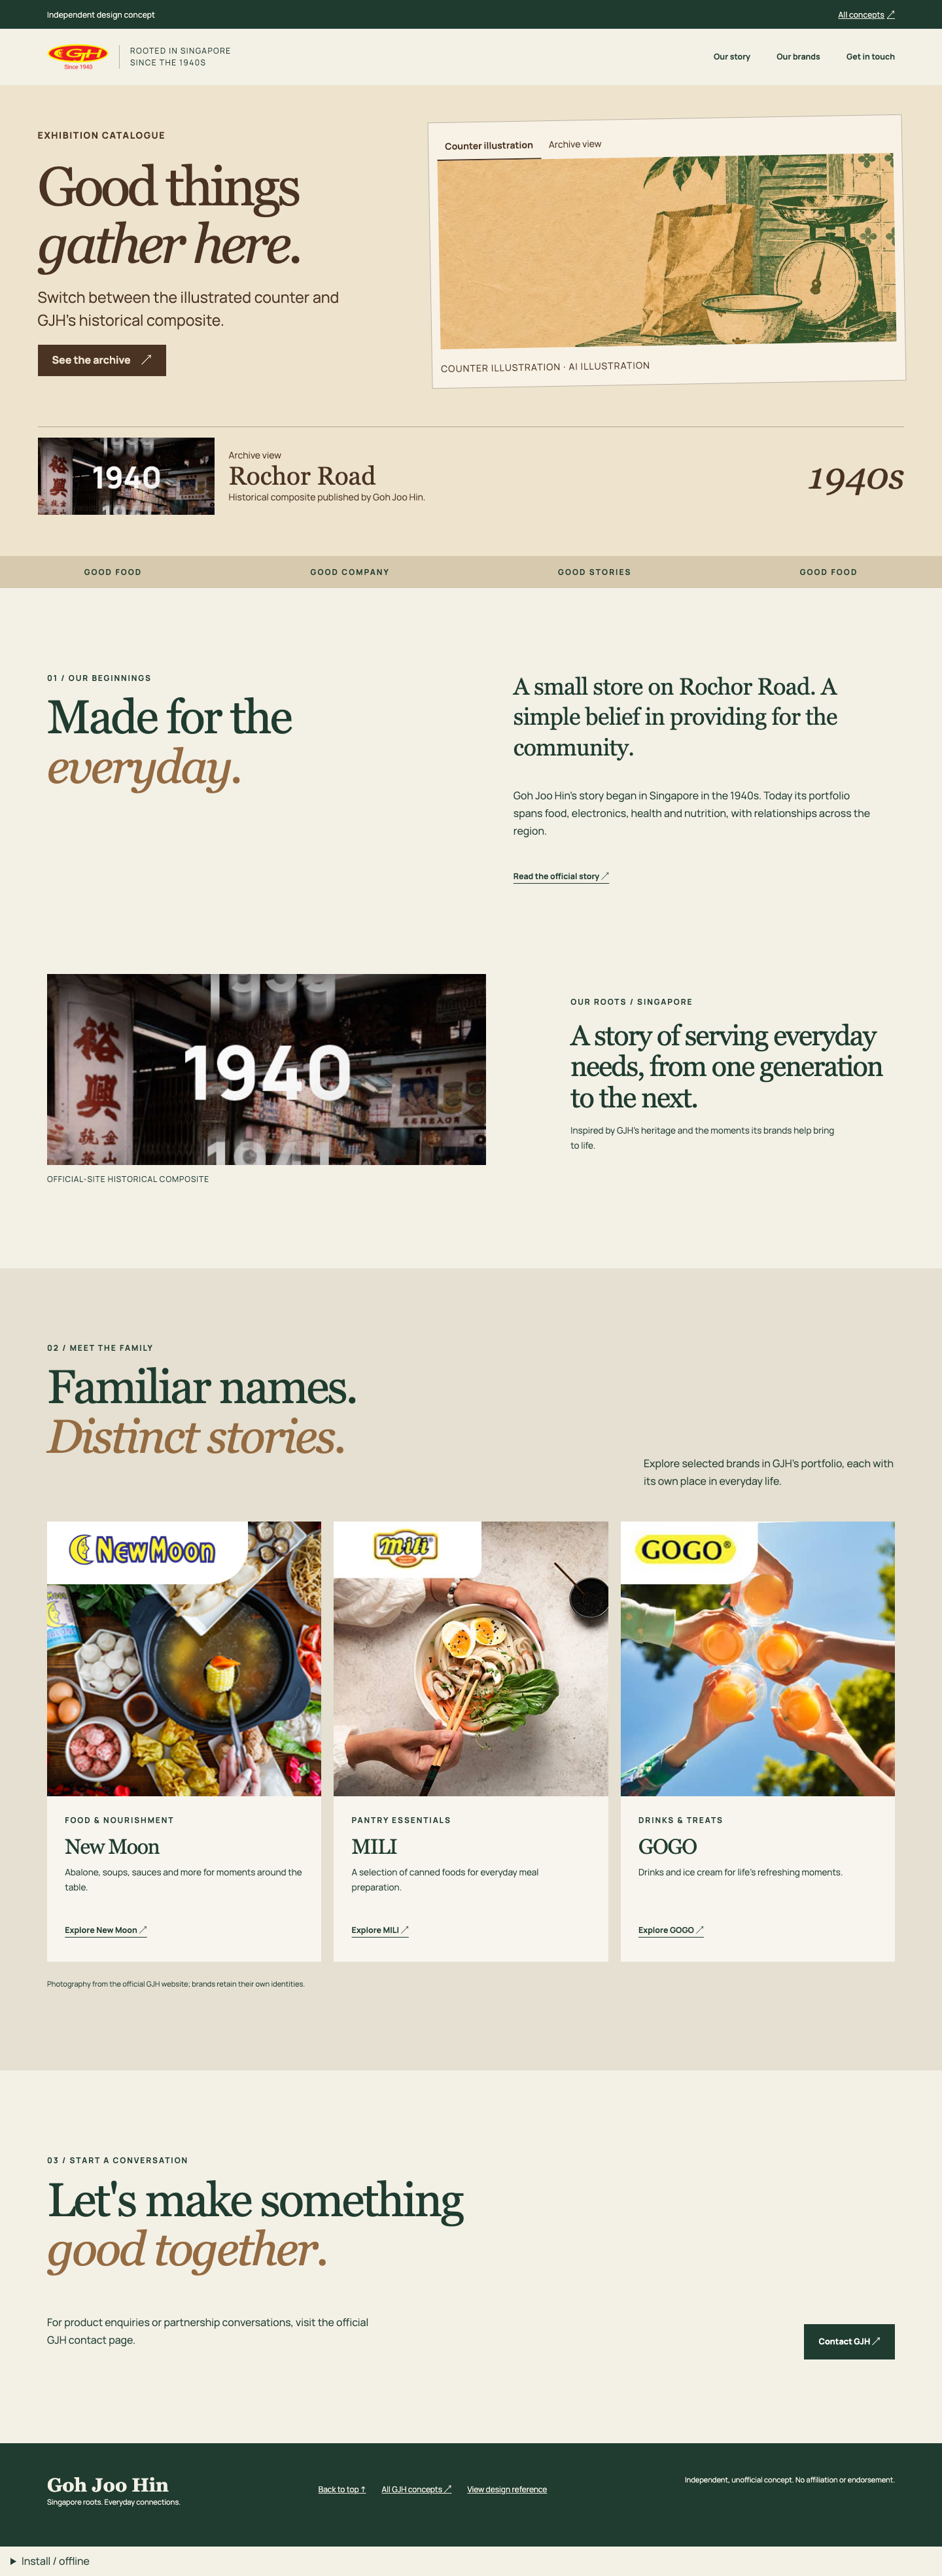 Independent design concept
All concepts ↗
GJH
Since 1940
ROOTED IN SINGAPORE
SINCE THE 1940S
Our story
Our brands
Get in touch
EXHIBITION CATALOGUE
Good things
gather here.
Switch between the illustrated counter and
GJH's historical composite.
See the archive ↗
Counter illustration
Archive view
COUNTER ILLUSTRATION · AI ILLUSTRATION
裕興
1940
Archive view
Rochor Road
Historical composite published by Goh Joo Hin.
1940s
GOOD FOOD
GOOD COMPANY
GOOD STORIES
GOOD FOOD
01 / OUR BEGINNINGS
Made for the
everyday.
A small store on Rochor Road. A
simple belief in providing for the
community.
Goh Joo Hin's story began in Singapore in the 1940s. Today its portfolio
spans food, electronics, health and nutrition, with relationships across the
region.
Read the official story ↗
裕興
1940
OFFICIAL-SITE HISTORICAL COMPOSITE
OUR ROOTS / SINGAPORE
A story of serving everyday
needs, from one generation
to the next.
Inspired by GJH's heritage and the moments its brands help bring
to life.
02 / MEET THE FAMILY
Familiar names.
Distinct stories.
Explore selected brands in GJH's portfolio, each with
its own place in everyday life.
NewMoon
mili
GOGO®
FOOD & NOURISHMENT
New Moon
Abalone, soups, sauces and more for moments around the
table.
Explore New Moon ↗
PANTRY ESSENTIALS
MILI
A selection of canned foods for everyday meal
preparation.
Explore MILI ↗
DRINKS & TREATS
GOGO
Drinks and ice cream for life's refreshing moments.
Explore GOGO ↗
Photography from the official GJH website; brands retain their own identities.
03 / START A CONVERSATION
Let's make something
good together.
For product enquiries or partnership conversations, visit the official
GJH contact page.
Contact GJH ↗
Goh Joo Hin
Singapore roots. Everyday connections.
Back to top ↑
All GJH concepts ↗
View design reference
Independent, unofficial concept. No affiliation or endorsement.
▶ Install / offline